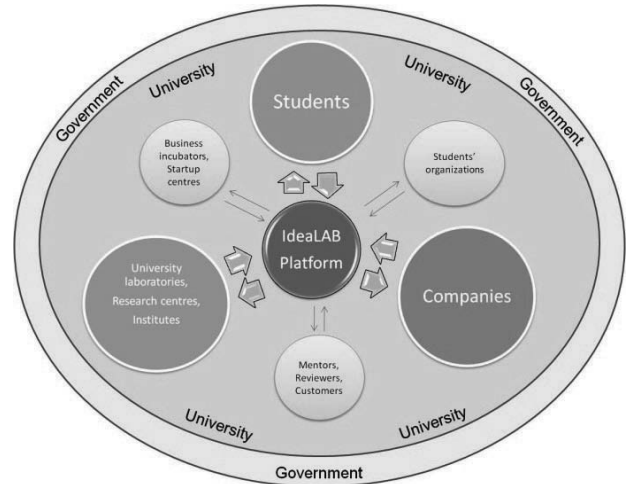 Government
University
University
Government
Students
Business
incubators,
Startup
centres
Students’
organizations
IdeaLAB
Platform
University
laboratories,
Research centres,
Institutes
Companies
Mentors,
Reviewers,
Customers
University
University
Government